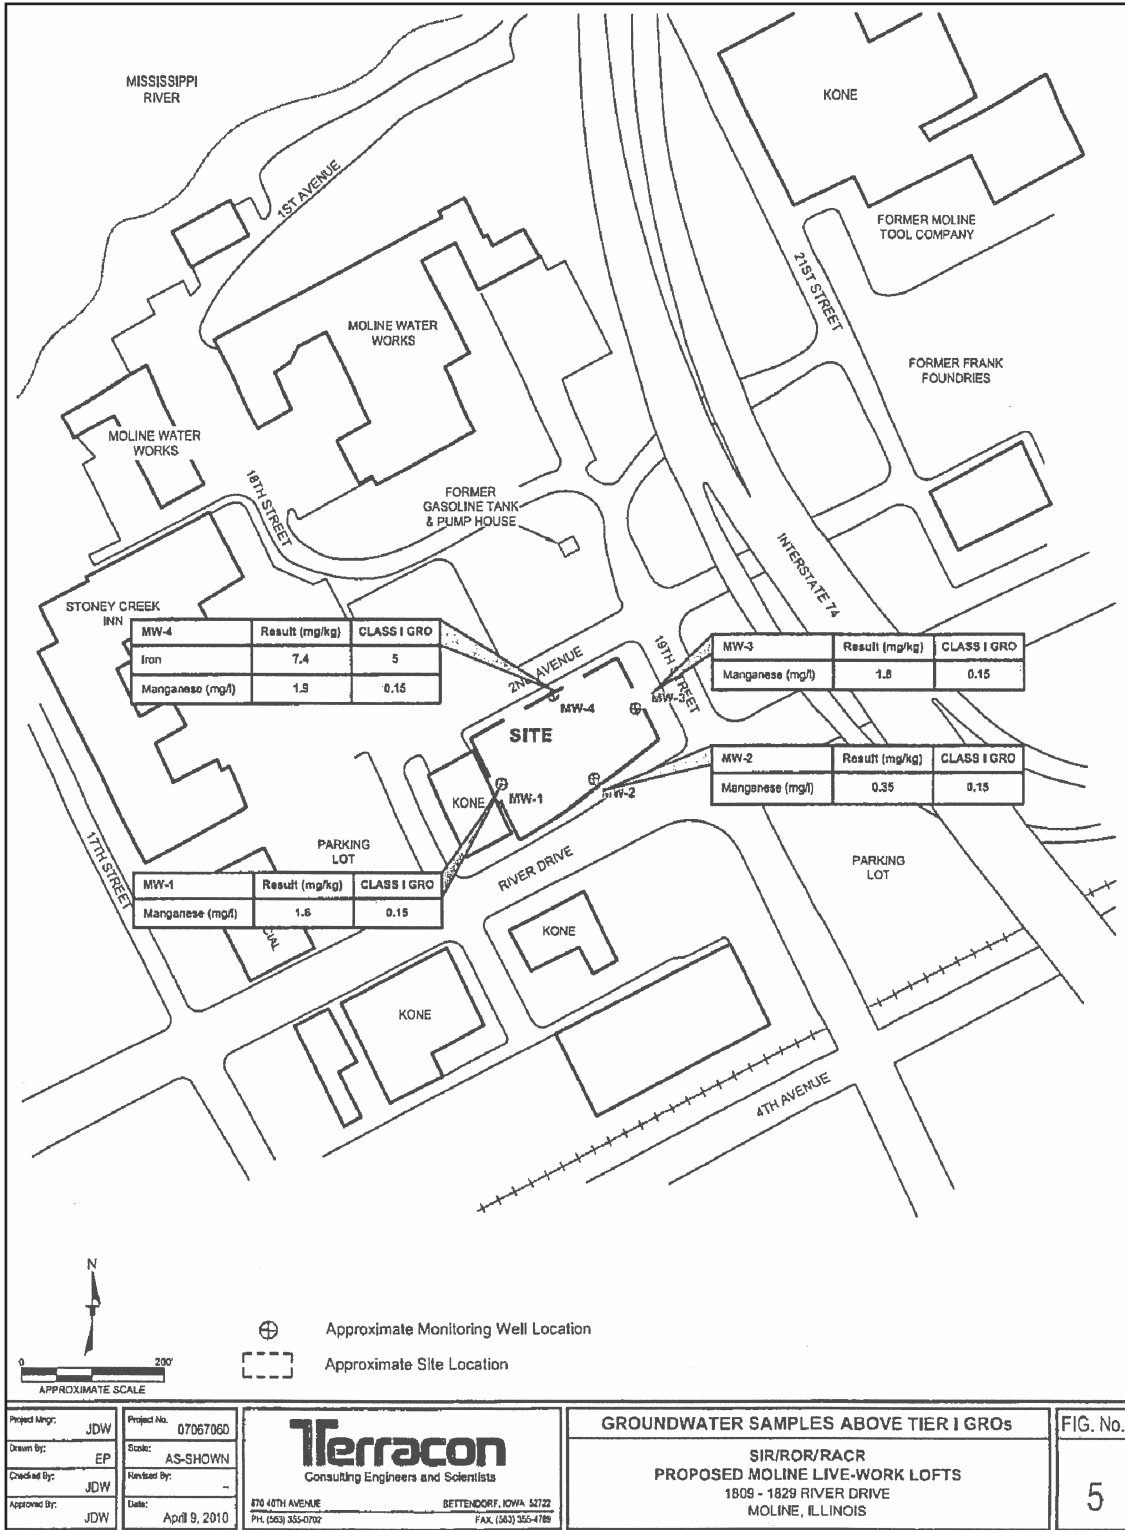 MISSISSIPPI
RIVER
KONE
1ST AVENUE
FORMER MOLINE
TOOL COMPANY
21ST STREET
MOLINE WATER
WORKS
FORMER FRANK
FOUNDRIES
MOLINE WATER
WORKS
18TH STREET
FORMER
GASOLINE TANK
& PUMP HOUSE
INTERSTATE 74
STONEY CREEK
INN
MW-4 Result (mg/kg) CLASS I GRO
Iron 7.4 5
Manganese (mg/l) 1.9 0.15
2ND AVENUE
19TH STREET
MW-3 Result (mg/kg) CLASS I GRO
Manganese (mg/l) 1.8 0.15
MW-4
MW-3
SITE
MW-2 Result (mg/kg) CLASS I GRO
Manganese (mg/l) 0.35 0.15
KONE
MW-1
MW-2
17TH STREET
PARKING
LOT
RIVER DRIVE
PARKING
LOT
MW-1 Result (mg/kg) CLASS I GRO
Manganese (mg/l) 1.6 0.15
CIAL
KONE
KONE
4TH AVENUE
N
Approximate Monitoring Well Location
Approximate Site Location
0 200'
APPROXIMATE SCALE
Project Mngr: JDW
Drawn By: EP
Checked By: JDW
Approved By: JDW
Project No. 07067060
Scale: AS-SHOWN
Revised By: -
Date: April 9, 2010
Terracon
Consulting Engineers and Scientists
870 40TH AVENUE BETTENDORF, IOWA 52722
PH. (563) 355-0702 FAX. (563) 355-4789
GROUNDWATER SAMPLES ABOVE TIER I GROs
SIR/ROR/RACR
PROPOSED MOLINE LIVE-WORK LOFTS
1809 - 1829 RIVER DRIVE
MOLINE, ILLINOIS
FIG. No.
5